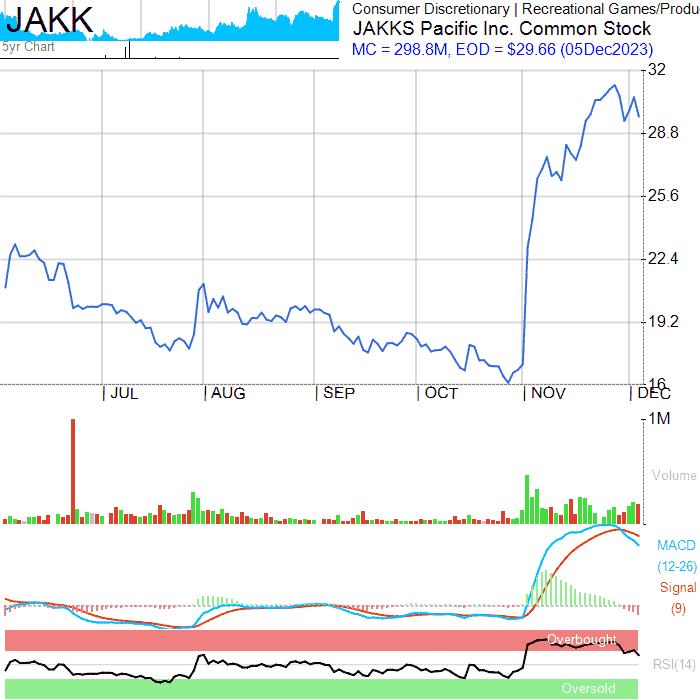 JAKK
5yr Chart
Consumer Discretionary | Recreational Games/Produ
JAKKS Pacific Inc. Common Stock
MC = 298.8M, EOD = $29.66 (05Dec2023)
32
28.8
25.6
22.4
19.2
16
| JUL | AUG | SEP | OCT | NOV | DEC
1M
Volume
MACD
(12-26)
Signal
(9)
Overbought
RSI(14)
Oversold